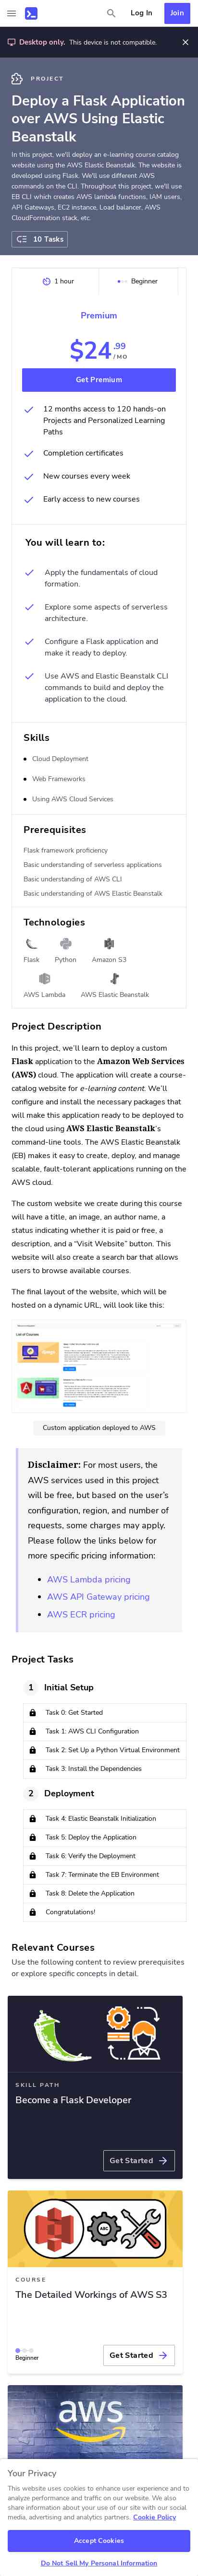 Log In
Join
Desktop only. This device is not compatible.
PROJECT
Deploy a Flask Application
over AWS Using Elastic
Beanstalk
In this project, we'll deploy an e-learning course catalog
website using the AWS Elastic Beanstalk. The website is
developed using Flask. We'll use different AWS
commands on the CLI. Throughout this project, we'll use
EB CLI which creates AWS lambda functions, IAM users,
API Gateways, EC2 instance, Load balancer, AWS
CloudFormation stack, etc.
10 Tasks
1 hour
Beginner
Premium
$24.99
/ MO
Get Premium
12 months access to 120 hands-on
Projects and Personalized Learning
Paths
Completion certificates
New courses every week
Early access to new courses
You will learn to:
Apply the fundamentals of cloud
formation.
Explore some aspects of serverless
architecture.
Configure a Flask application and
make it ready to deploy.
Use AWS and Elastic Beanstalk CLI
commands to build and deploy the
application to the cloud.
Skills
Cloud Deployment
Web Frameworks
Using AWS Cloud Services
Prerequisites
Flask framework proficiency
Basic understanding of serverless applications
Basic understanding of AWS CLI
Basic understanding of AWS Elastic Beanstalk
Technologies
Flask
Python
Amazon S3
AWS Lambda
AWS Elastic Beanstalk
Project Description
In this project, we'll learn to deploy a custom
Flask application to the Amazon Web Services
(AWS) cloud. The application will create a course-
catalog website for e-learning content. We'll
configure and install the necessary packages that
will make this application ready to be deployed to
the cloud using AWS Elastic Beanstalk's
command-line tools. The AWS Elastic Beanstalk
(EB) makes it easy to create, deploy, and manage
scalable, fault-tolerant applications running on the
AWS cloud.
The custom website we create during this course
will have a title, an image, an author name, a
status indicating whether it is paid or free, a
description, and a "Visit Website" button. This
website will also create a search bar that allows
users to browse available courses.
The final layout of the website, which will be
hosted on a dynamic URL, will look like this:
List of Courses
Custom application deployed to AWS
Disclaimer: For most users, the
AWS services used in this project
will be free, but based on the user's
configuration, region, and number of
requests, some charges may apply.
Please follow the links below for
more specific pricing information:
AWS Lambda pricing
AWS API Gateway pricing
AWS ECR pricing
Project Tasks
1 Initial Setup
Task 0: Get Started
Task 1: AWS CLI Configuration
Task 2: Set Up a Python Virtual Environment
Task 3: Install the Dependencies
2 Deployment
Task 4: Elastic Beanstalk Initialization
Task 5: Deploy the Application
Task 6: Verify the Deployment
Task 7: Terminate the EB Environment
Task 8: Delete the Application
Congratulations!
Relevant Courses
Use the following content to review prerequisites
or explore specific concepts in detail.
SKILL PATH
Become a Flask Developer
Get Started
ABC
COURSE
The Detailed Workings of AWS S3
Beginner
Get Started
aws
Your Privacy
This website uses cookies to enhance user experience and to
analyze performance and traffic on our website. We also
share information about your use of our site with our social
media, advertising and analytics partners. Cookie Policy
Accept Cookies
Do Not Sell My Personal Information